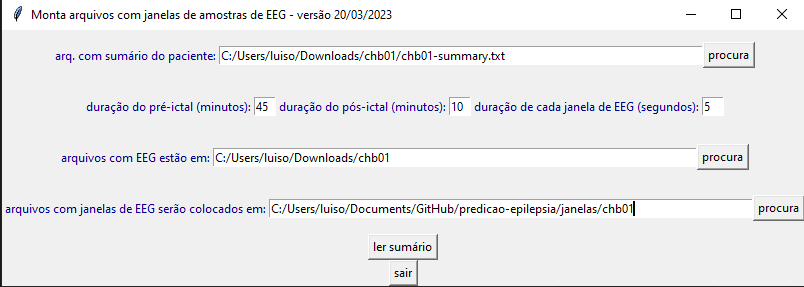 Monta arquivos com janelas de amostras de EEG - versão 20/03/2023
arq. com sumário do paciente: C:/Users/luiso/Downloads/chb01/chb01-summary.txt procura
duração do pré-ictal (minutos): 45 duração do pós-ictal (minutos): 10 duração de cada janela de EEG (segundos): 5
arquivos com EEG estão em: C:/Users/luiso/Downloads/chb01 procura
arquivos com janelas de EEG serão colocados em: C:/Users/luiso/Documents/GitHub/predicao-epilepsia/janelas/chb01 procura
ler sumário
sair